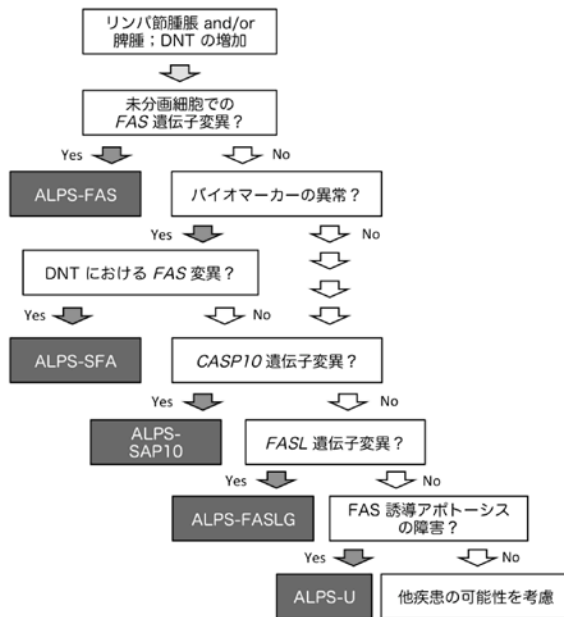 リンパ節腫脹 and/or
脾腫；DNT の増加
未分画細胞での
FAS 遺伝子変異？
Yes
No
ALPS-FAS
バイオマーカーの異常？
Yes
No
DNT における FAS 変異？
Yes
No
ALPS-SFA
CASP10 遺伝子変異？
Yes
No
ALPS-
SAP10
FASL 遺伝子変異？
Yes
No
ALPS-FASLG
FAS 誘導アポトーシス
の障害？
Yes
No
ALPS-U
他疾患の可能性を考慮